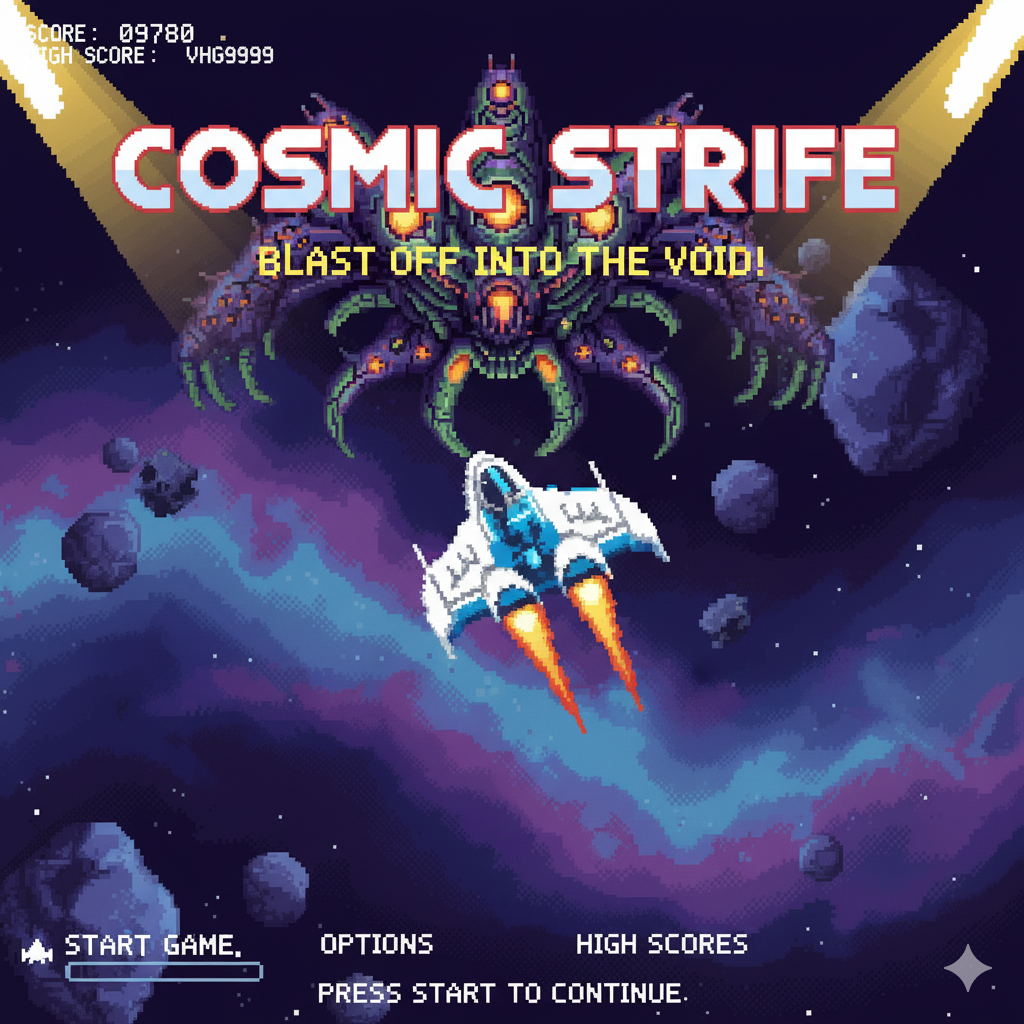 SCORE: 09780
HIGH SCORE: VHG9999
COSMIC STRIFE
BLAST OFF INTO THE VOID!
START GAME. OPTIONS HIGH SCORES
PRESS START TO CONTINUE.